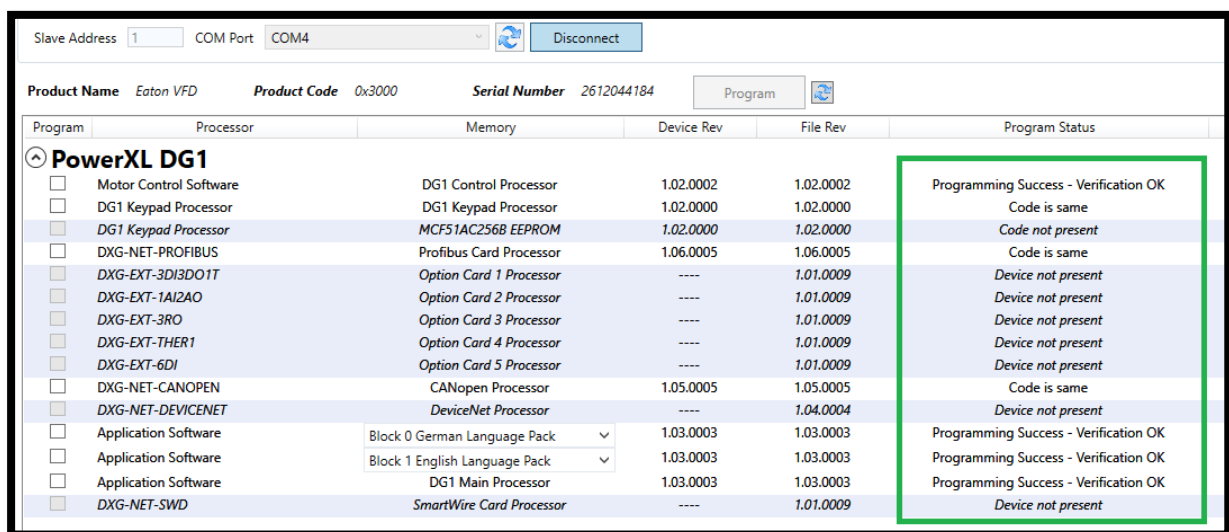 Slave Address 1 COM Port COM4 Disconnect
Product Name Eaton VFD Product Code 0x3000 Serial Number 2612044184 Program
Program Processor Memory Device Rev File Rev Program Status
PowerXL DG1
Motor Control Software DG1 Control Processor 1.02.0002 1.02.0002 Programming Success - Verification OK
DG1 Keypad Processor DG1 Keypad Processor 1.02.0000 1.02.0000 Code is same
DG1 Keypad Processor MCF51AC256B EEPROM 1.02.0000 1.02.0000 Code not present
DXG-NET-PROFIBUS Profibus Card Processor 1.06.0005 1.06.0005 Code is same
DXG-EXT-3DI3DO1T Option Card 1 Processor ---- 1.01.0009 Device not present
DXG-EXT-1AI2AO Option Card 2 Processor ---- 1.01.0009 Device not present
DXG-EXT-3RO Option Card 3 Processor ---- 1.01.0009 Device not present
DXG-EXT-THER1 Option Card 4 Processor ---- 1.01.0009 Device not present
DXG-EXT-6DI Option Card 5 Processor ---- 1.01.0009 Device not present
DXG-NET-CANOPEN CANopen Processor 1.05.0005 1.05.0005 Code is same
DXG-NET-DEVICENET DeviceNet Processor ---- 1.04.0004 Device not present
Application Software Block 0 German Language Pack 1.03.0003 1.03.0003 Programming Success - Verification OK
Application Software Block 1 English Language Pack 1.03.0003 1.03.0003 Programming Success - Verification OK
Application Software DG1 Main Processor 1.03.0003 1.03.0003 Programming Success - Verification OK
DXG-NET-SWD SmartWire Card Processor ---- 1.01.0009 Device not present